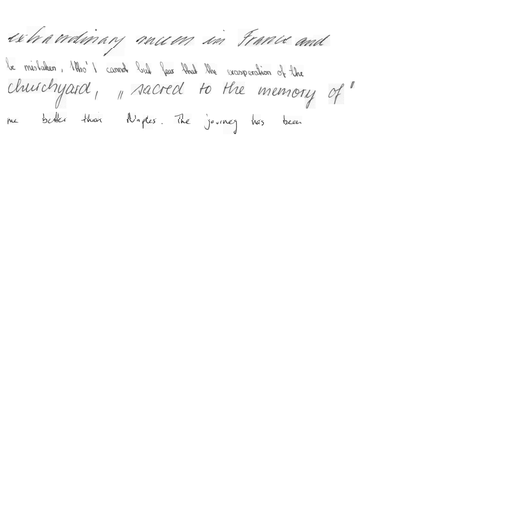 extraordinary success in France and
be mistaken, tho' I cannot but fear that the exasperation of the
churchyard, "sacred to the memory of"
me better than Naples. The journey has been